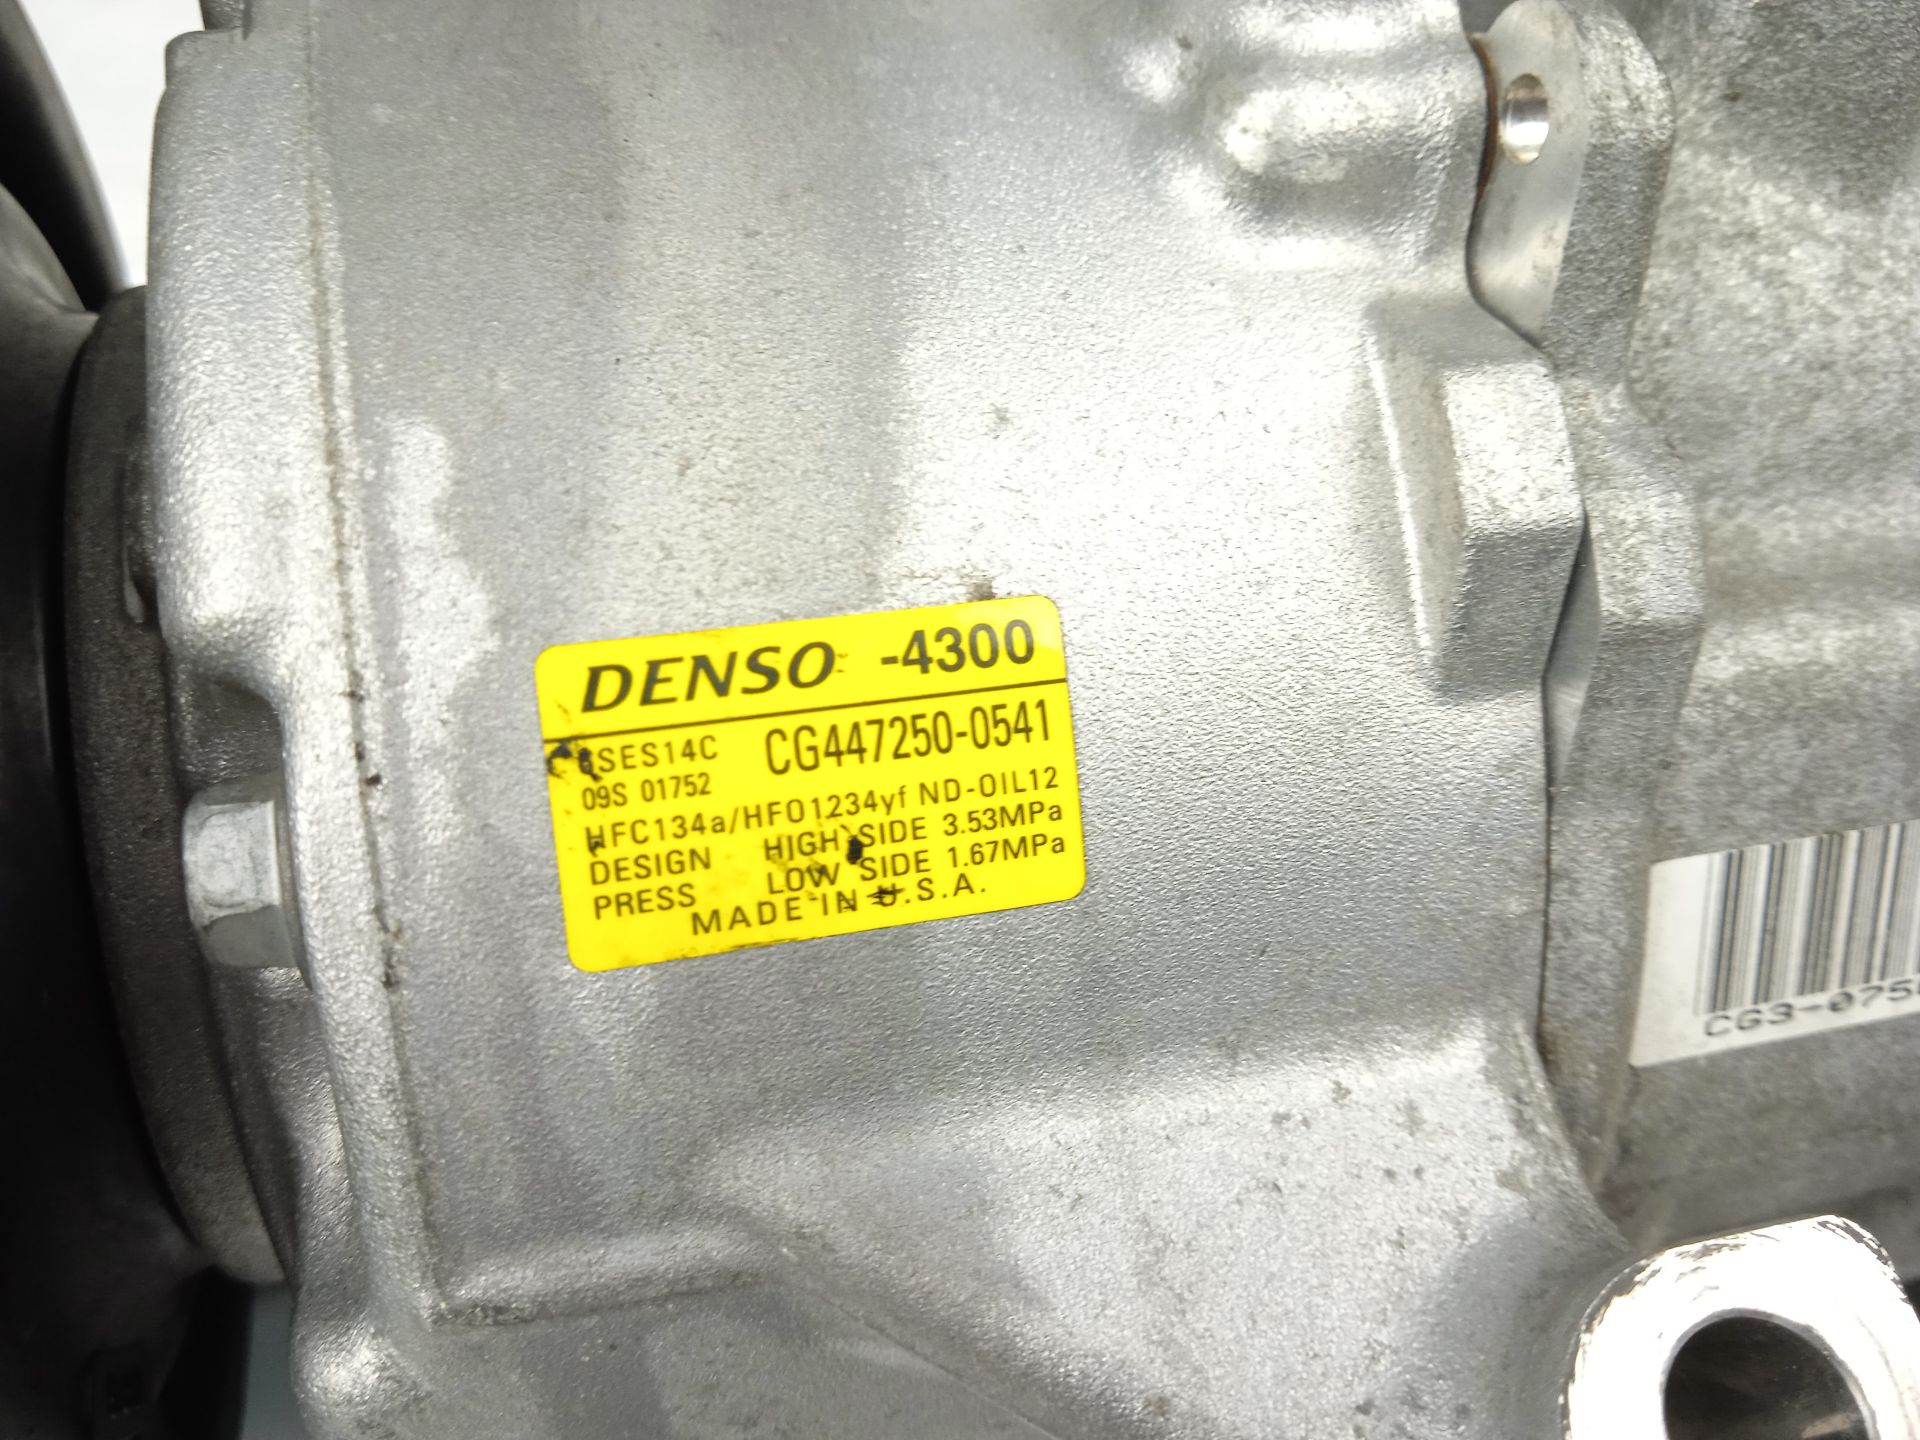 DENSO -4300
6SES14C CG447250-0541
09S 01752
HFC134a/HFO1234yf ND-OIL12
DESIGN HIGH SIDE 3.53MPa
PRESS LOW SIDE 1.67MPa
MADE IN U.S.A.